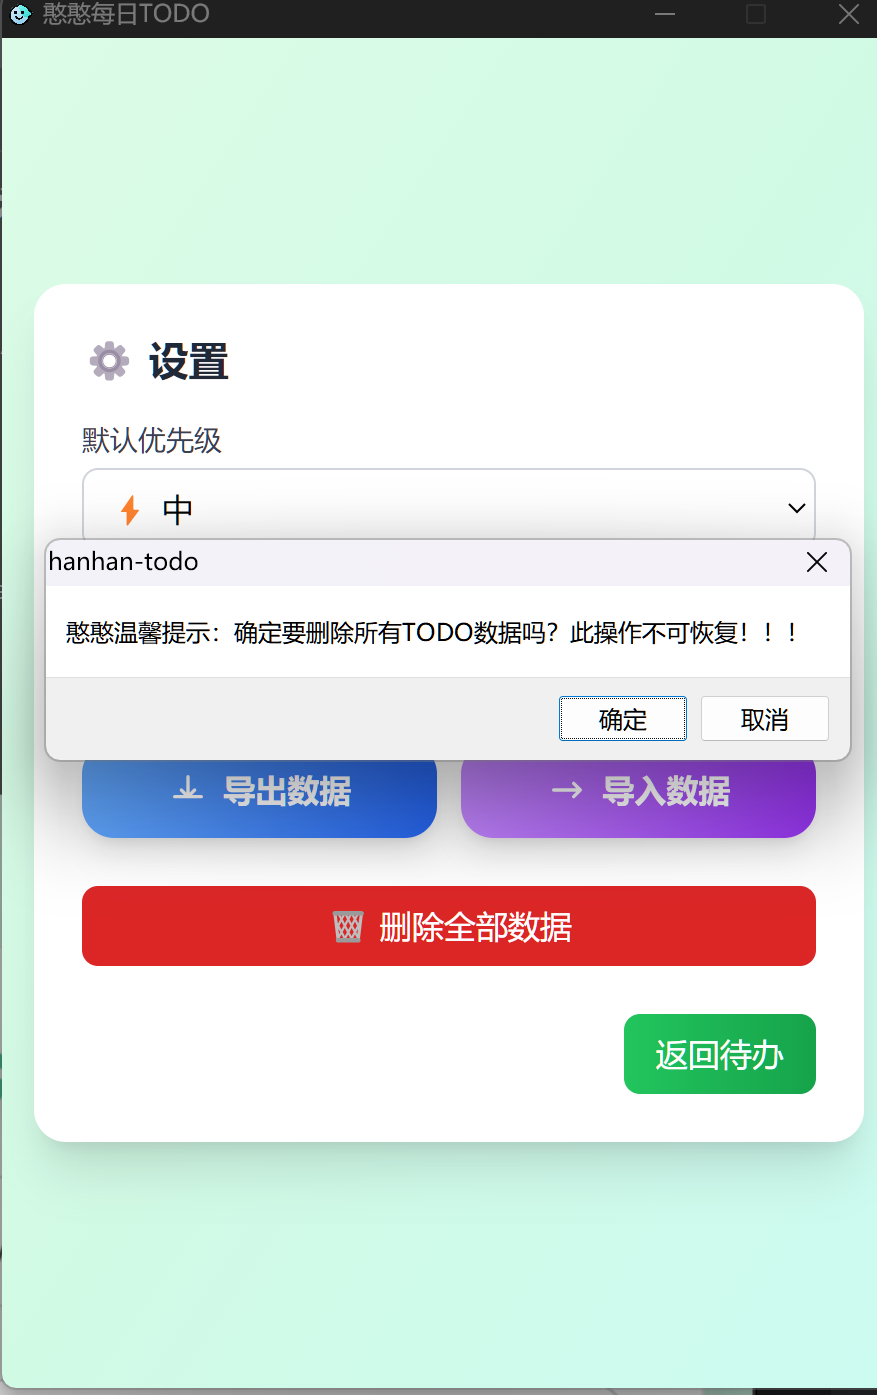 憨憨每日TODO
设置
默认优先级
中
hanhan-todo
憨憨温馨提示：确定要删除所有TODO数据吗？此操作不可恢复！！！
确定 取消
导出数据 导入数据
删除全部数据
返回待办